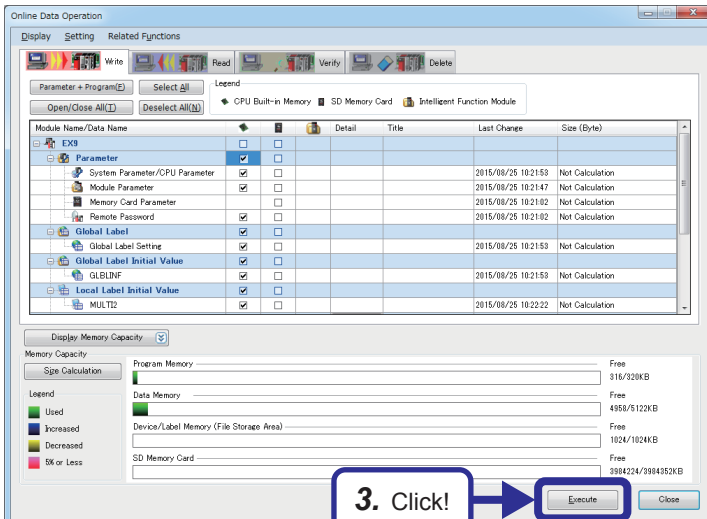 Online Data Operation
Display Setting Related Functions
Write Read Verify Delete
Parameter + Program(F) Select All Legend
CPU Built-in Memory SD Memory Card Intelligent Function Module
Open/Close All(T) Deselect All(N)
Module Name/Data Name Detail Title Last Change Size (Byte)
EX9
Parameter
System Parameter/CPU Parameter 2015/08/25 10:21:53 Not Calculation
Module Parameter 2015/08/25 10:21:47 Not Calculation
Memory Card Parameter 2015/08/25 10:21:02 Not Calculation
Remote Password 2015/08/25 10:21:02 Not Calculation
Global Label
Global Label Setting 2015/08/25 10:21:53 Not Calculation
Global Label Initial Value
GLBLINF 2015/08/25 10:21:53 Not Calculation
Local Label Initial Value
MULTI2 2015/08/25 10:22:22 Not Calculation
Display Memory Capacity
Memory Capacity
Size Calculation
Program Memory Free
316/320KB
Legend
Used
Increased
Decreased
5% or Less
Data Memory Free
4958/5122KB
Device/Label Memory (File Storage Area) Free
1024/1024KB
SD Memory Card Free
3984224/3984352KB
3. Click!
Execute Close